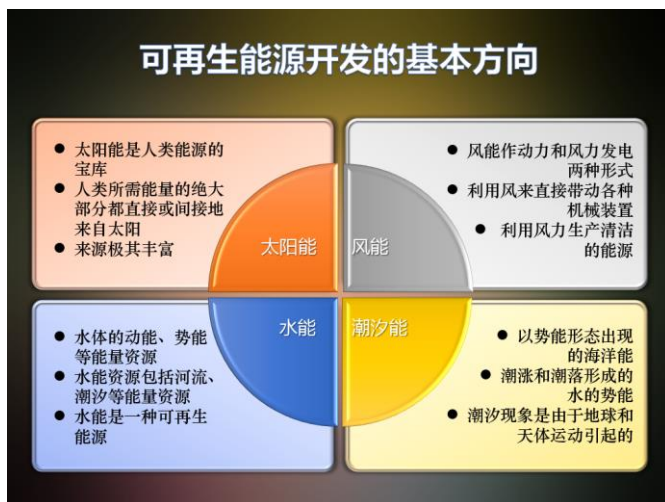 可再生能源开发的基本方向
● 太阳能是人类能源的
宝库
● 人类所需能量的绝大
部分都直接或间接地
来自太阳
● 来源极其丰富
太阳能
风能
● 风能作动力和风力发电
两种形式
● 利用风来直接带动各种
机械装置
● 利用风力生产清洁
的能源
● 水体的动能、势能
等能量资源
● 水能资源包括河流、
潮汐等能量资源
● 水能是一种可再生
能源
水能
潮汐能
● 以势能形态出现
的海洋能
● 潮涨和潮落形成的
水的势能
● 潮汐现象是由于地球和
天体运动引起的